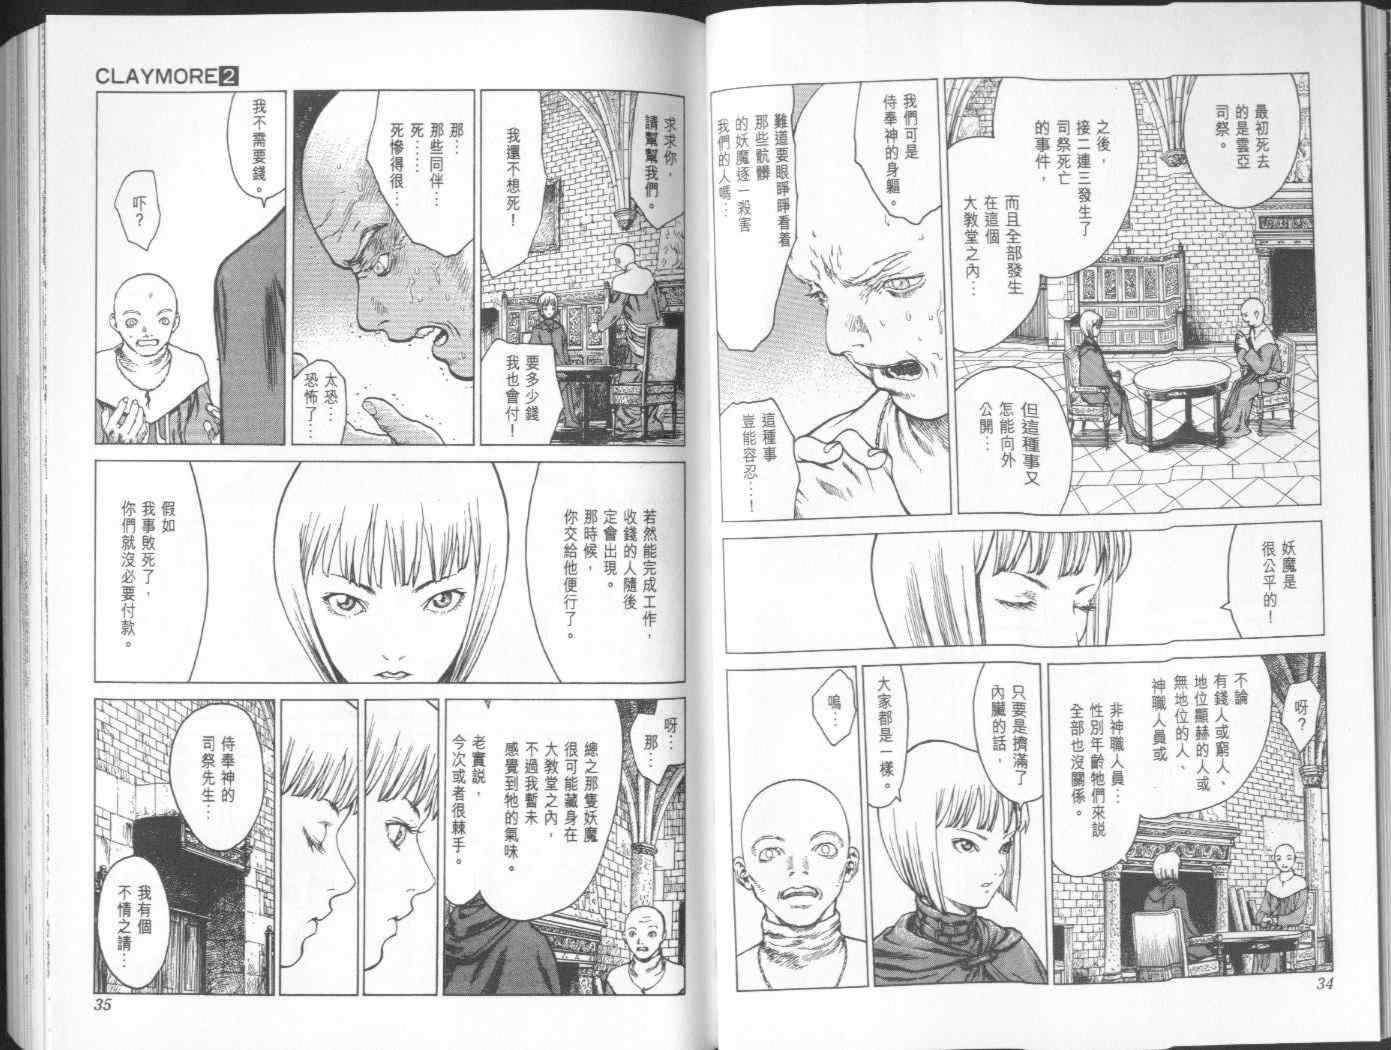 最初死去
的是雲亞
司祭。
之後，
接二連三發生了
司祭死亡
的事件，
而且全部發生
在這個
大教堂之內…
但這種事又
怎能向外
公開…
我們可是
侍奉神的身軀。
難道要眼睜睜看着
那些骯髒
的妖魔逐一殺害
我們的人嗎…
這種事
豈能容忍…！
妖魔是
很公平的！
呀？
不論
有錢人或窮人、
地位顯赫的人或
無地位的人、
神職人員或
非神職人員…
性別年齡牠們來說
全部也沒關係。
只要是擠滿了
內臟的話，
大家都是一樣。
嗚…
34
CLAYMORE2
求求你，
請幫幫我們。
我還不想死！
要多少錢
我也會付！
那…
那些同伴…
死……
死慘得很…
太恐…
恐怖了…
我不需要錢。
吓？
若然能完成工作，
收錢的人隨後
定會出現。
那時候，
你交給他便行了。
假如
我事敗死了，
你們就沒必要付款。
呀…
那…
總之那隻妖魔
很可能藏身在
大教堂之內，
不過我暫未
感覺到牠的氣味。
老實説，
今次或者很棘手。
侍奉神的
司祭先生…
我有個
不情之請…
35